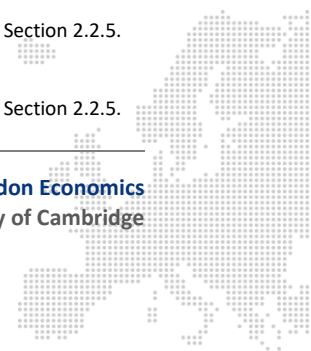 Section 2.2.5.
Section 2.2.5.
don Economics
y of Cambridge